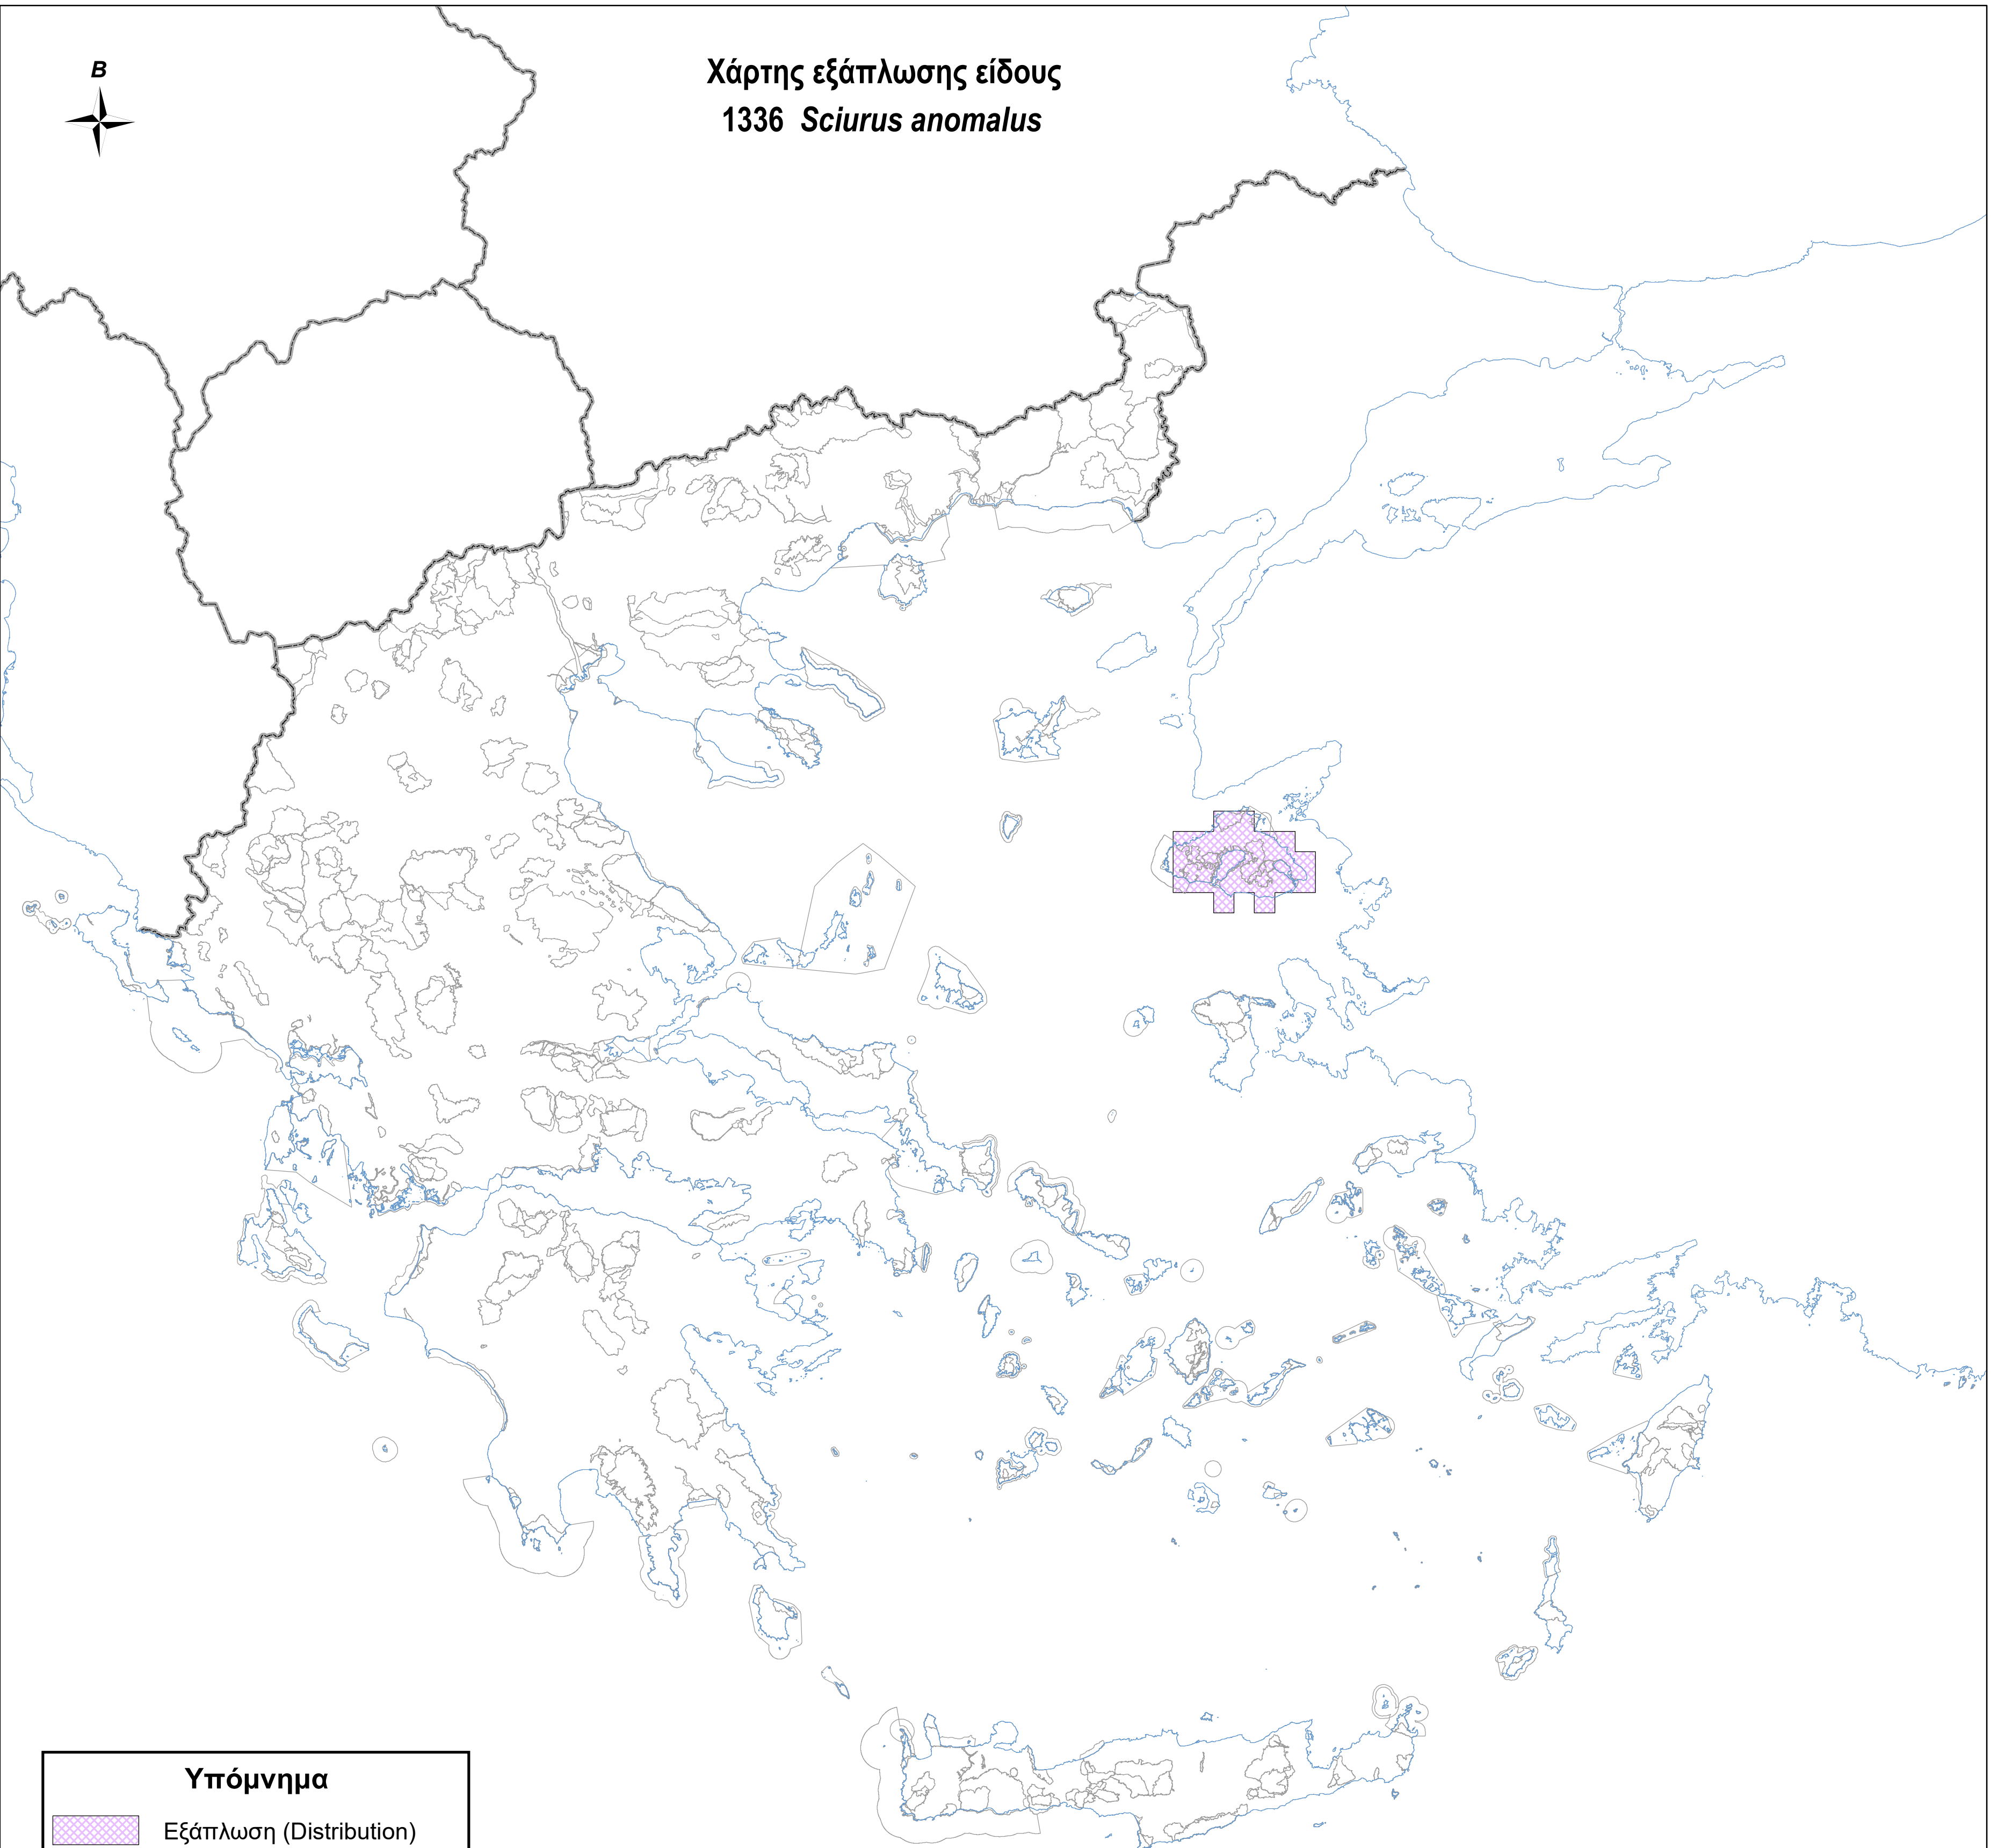 Β
Χάρτης εξάπλωσης είδους
1336 Sciurus anomalus
Υπόμνημα
Εξάπλωση (Distribution)